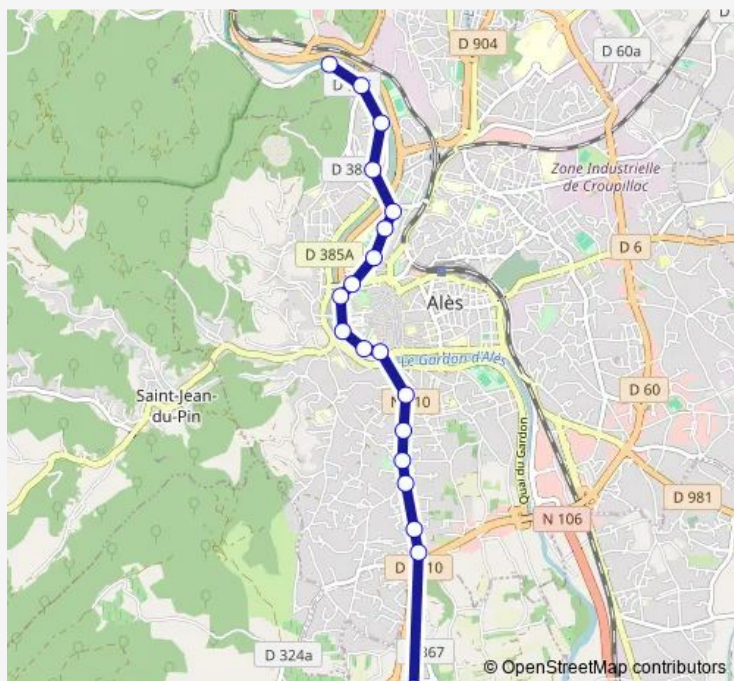 D 904
D 60a
D
D 38
Zone Industrielle
de Croupillac
D 385A
D 6
Alès
Le Gardon d'Alès
Saint-Jean-
du-Pin
D 60
Quai du Gardon
D 981
N 106
D 324a
© OpenStreetMap contributors